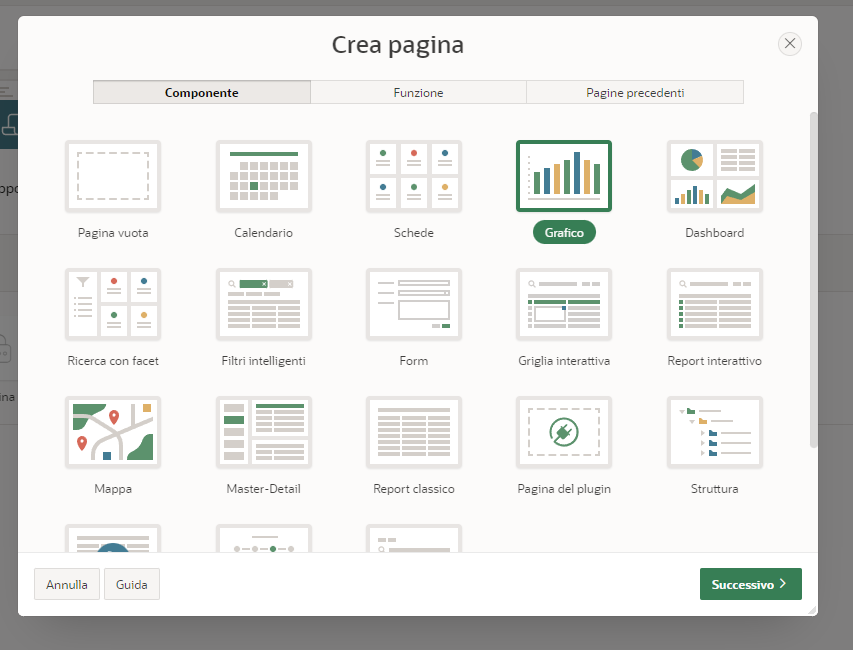 Crea pagina
Componente
Funzione
Pagine precedenti
Pagina vuota
Calendario
Schede
Grafico
Dashboard
Ricerca con facet
Filtri intelligenti
Form
Griglia interattiva
Report interattivo
Mappa
Master-Detail
Report classico
Pagina del plugin
Struttura
Annulla
Guida
Successivo